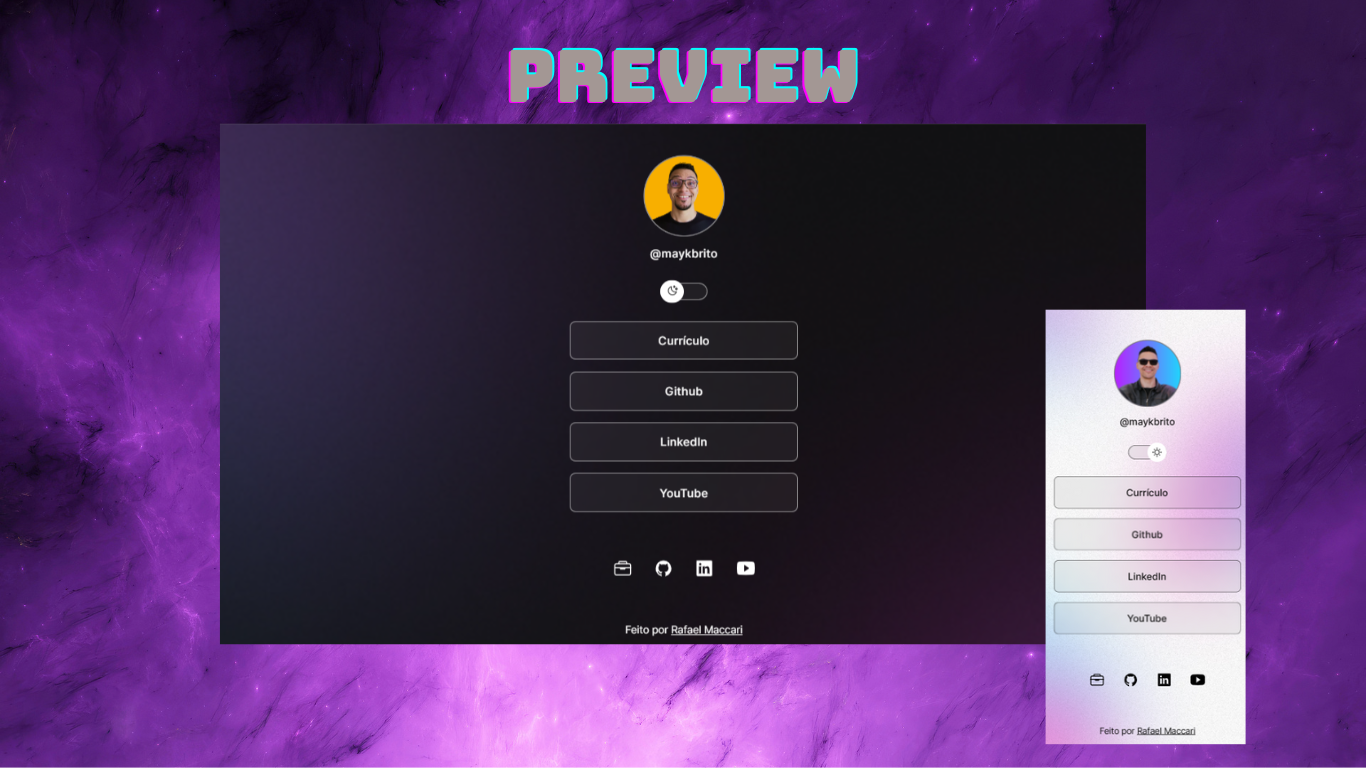 PREVIEW
@maykbrito
Currículo
Github
LinkedIn
YouTube
Feito por Rafael Maccari
@maykbrito
Currículo
Github
LinkedIn
YouTube
Feito por Rafael Maccari